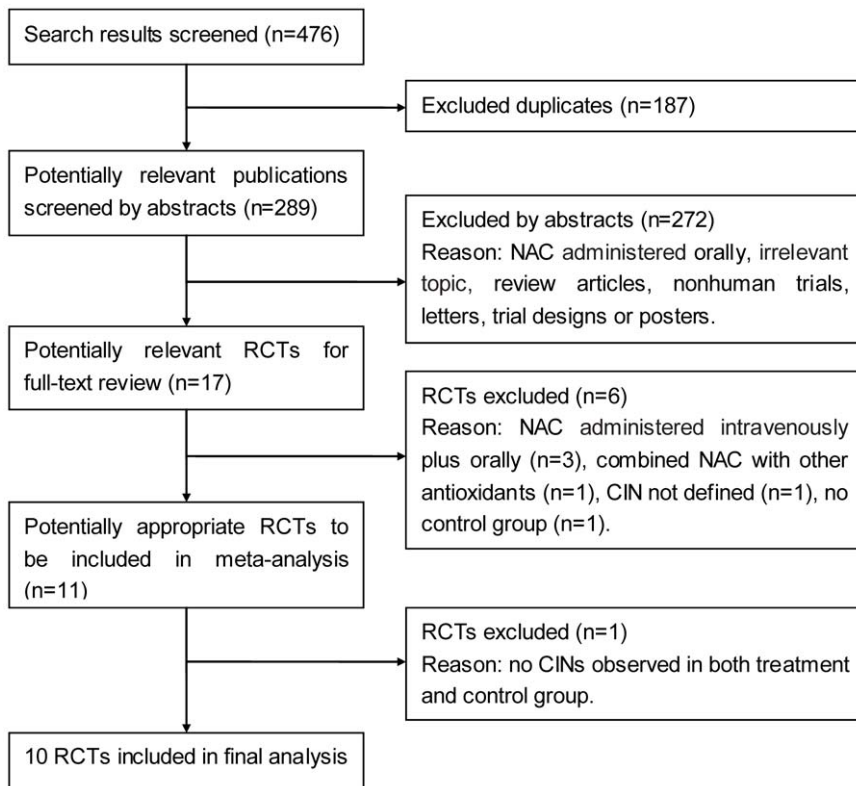 Search results screened (n=476)
Excluded duplicates (n=187)
Potentially relevant publications
screened by abstracts (n=289)
Excluded by abstracts (n=272)
Reason: NAC administered orally, irrelevant
topic, review articles, nonhuman trials,
letters, trial designs or posters.
Potentially relevant RCTs for
full-text review (n=17)
RCTs excluded (n=6)
Reason: NAC administered intravenously
plus orally (n=3), combined NAC with other
antioxidants (n=1), CIN not defined (n=1), no
control group (n=1).
Potentially appropriate RCTs to
be included in meta-analysis
(n=11)
RCTs excluded (n=1)
Reason: no CINs observed in both treatment
and control group.
10 RCTs included in final analysis